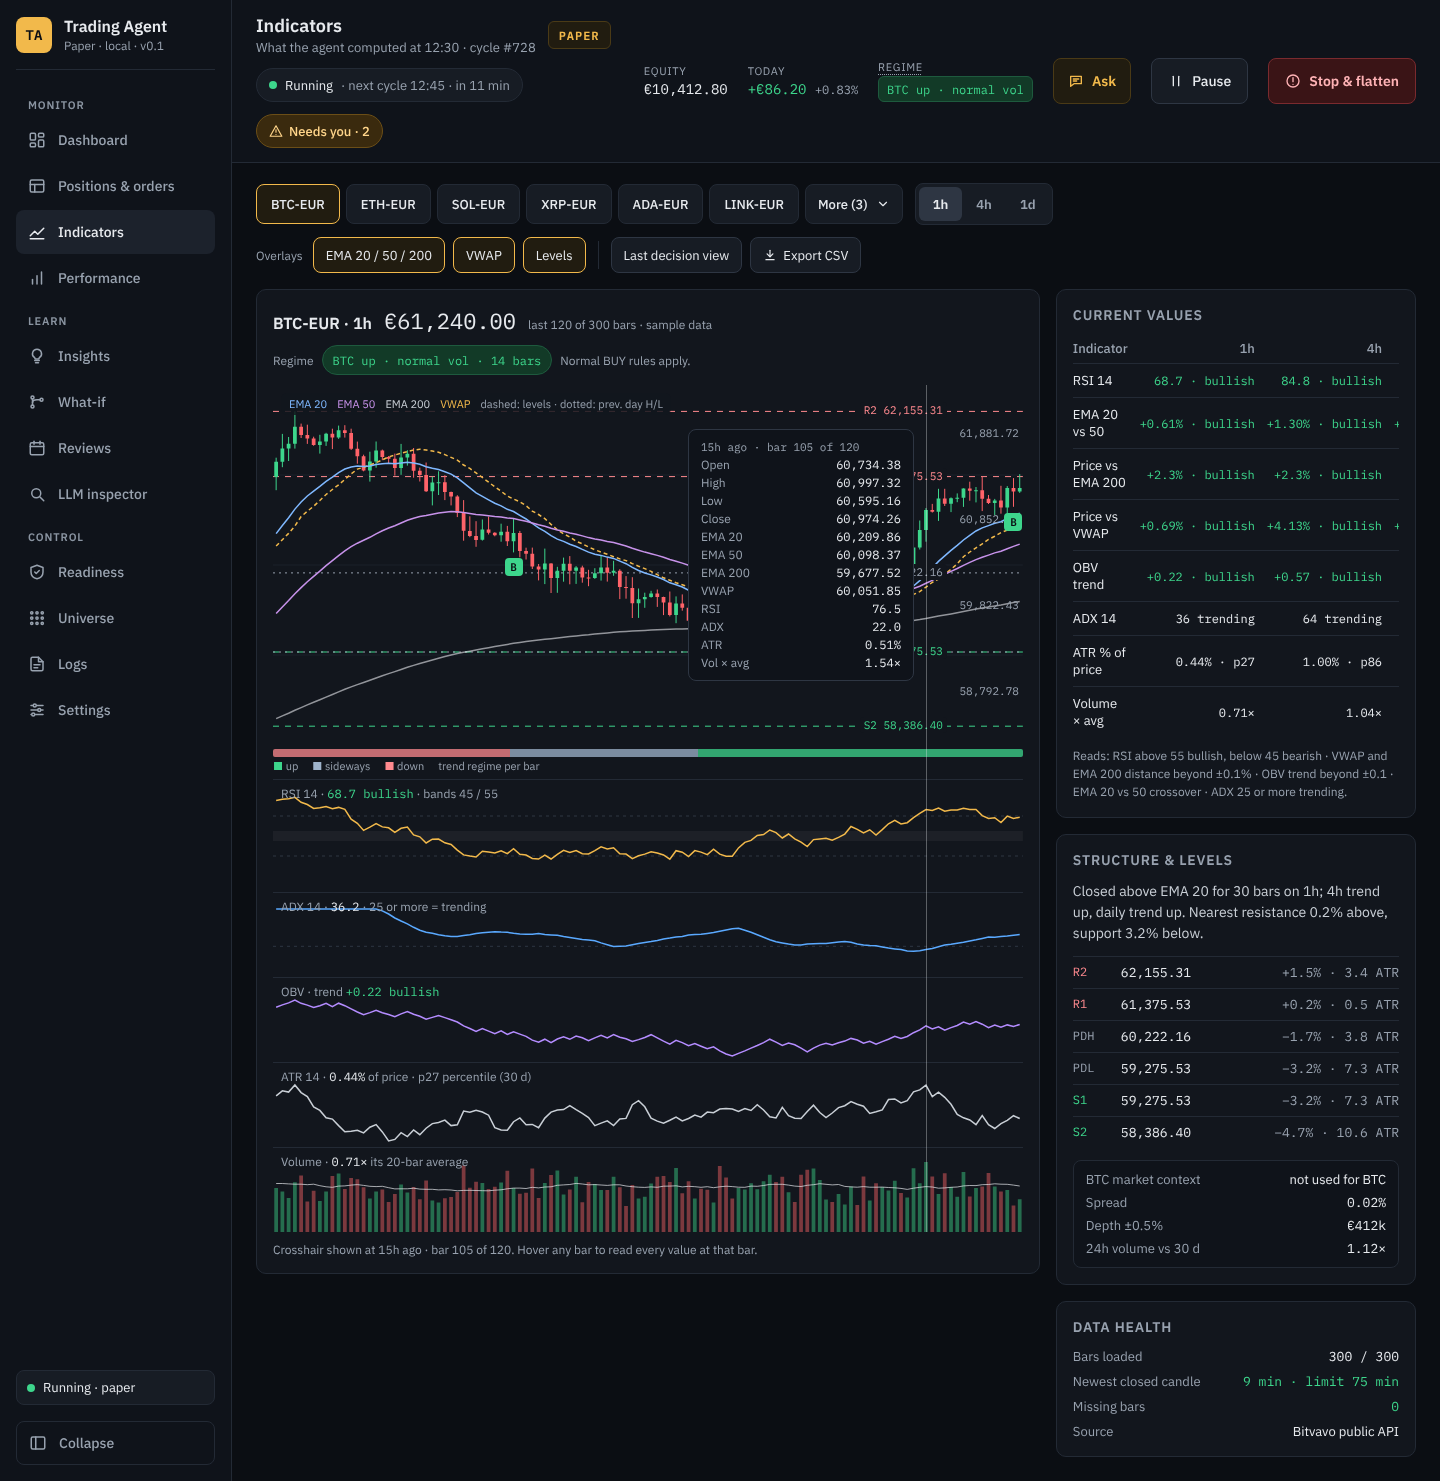 TA
Trading Agent
Paper · local · v0.1
MONITOR
Dashboard
Positions & orders
Indicators
Performance
LEARN
Insights
What-if
Reviews
LLM inspector
CONTROL
Readiness
Universe
Logs
Settings
Running · paper
Collapse
Indicators
What the agent computed at 12:30 · cycle #728
PAPER
Running · next cycle 12:45 · in 11 min
Needs you · 2
EQUITY
€10,412.80
TODAY
+€86.20 +0.83%
REGIME
BTC up · normal vol
Ask
Pause
Stop & flatten
BTC-EUR
ETH-EUR
SOL-EUR
XRP-EUR
ADA-EUR
LINK-EUR
More (3)
1h
4h
1d
Overlays
EMA 20 / 50 / 200
VWAP
Levels
Last decision view
Export CSV
BTC-EUR · 1h €61,240.00 last 120 of 300 bars · sample data
Regime BTC up · normal vol · 14 bars Normal BUY rules apply.
EMA 20 EMA 50 EMA 200 VWAP dashed: levels · dotted: prev. day H/L
R2 62,155.31
61,881.72
75.53
60,852
22.16
59,822.43
75.53
58,792.78
S2 58,386.40
B
B
15h ago · bar 105 of 120
Open 60,734.38
High 60,997.32
Low 60,595.16
Close 60,974.26
EMA 20 60,209.86
EMA 50 60,098.37
EMA 200 59,677.52
VWAP 60,051.85
RSI 76.5
ADX 22.0
ATR 0.51%
Vol × avg 1.54×
up sideways down trend regime per bar
RSI 14 · 68.7 bullish · bands 45 / 55
ADX 14 · 36.2 · 25 or more = trending
OBV · trend +0.22 bullish
ATR 14 · 0.44% of price · p27 percentile (30 d)
Volume · 0.71× its 20-bar average
Crosshair shown at 15h ago · bar 105 of 120. Hover any bar to read every value at that bar.
CURRENT VALUES
Indicator 1h 4h
RSI 14 68.7 · bullish 84.8 · bullish
EMA 20 vs 50 +0.61% · bullish +1.30% · bullish +
Price vs EMA 200 +2.3% · bullish +2.3% · bullish
Price vs VWAP +0.69% · bullish +4.13% · bullish +
OBV trend +0.22 · bullish +0.57 · bullish
ADX 14 36 trending 64 trending
ATR % of price 0.44% · p27 1.00% · p86
Volume × avg 0.71× 1.04×
Reads: RSI above 55 bullish, below 45 bearish · VWAP and
EMA 200 distance beyond ±0.1% · OBV trend beyond ±0.1 ·
EMA 20 vs 50 crossover · ADX 25 or more trending.
STRUCTURE & LEVELS
Closed above EMA 20 for 30 bars on 1h; 4h trend
up, daily trend up. Nearest resistance 0.2% above,
support 3.2% below.
R2 62,155.31 +1.5% · 3.4 ATR
R1 61,375.53 +0.2% · 0.5 ATR
PDH 60,222.16 −1.7% · 3.8 ATR
PDL 59,275.53 −3.2% · 7.3 ATR
S1 59,275.53 −3.2% · 7.3 ATR
S2 58,386.40 −4.7% · 10.6 ATR
BTC market context not used for BTC
Spread 0.02%
Depth ±0.5% €412k
24h volume vs 30 d 1.12×
DATA HEALTH
Bars loaded 300 / 300
Newest closed candle 9 min · limit 75 min
Missing bars 0
Source Bitvavo public API